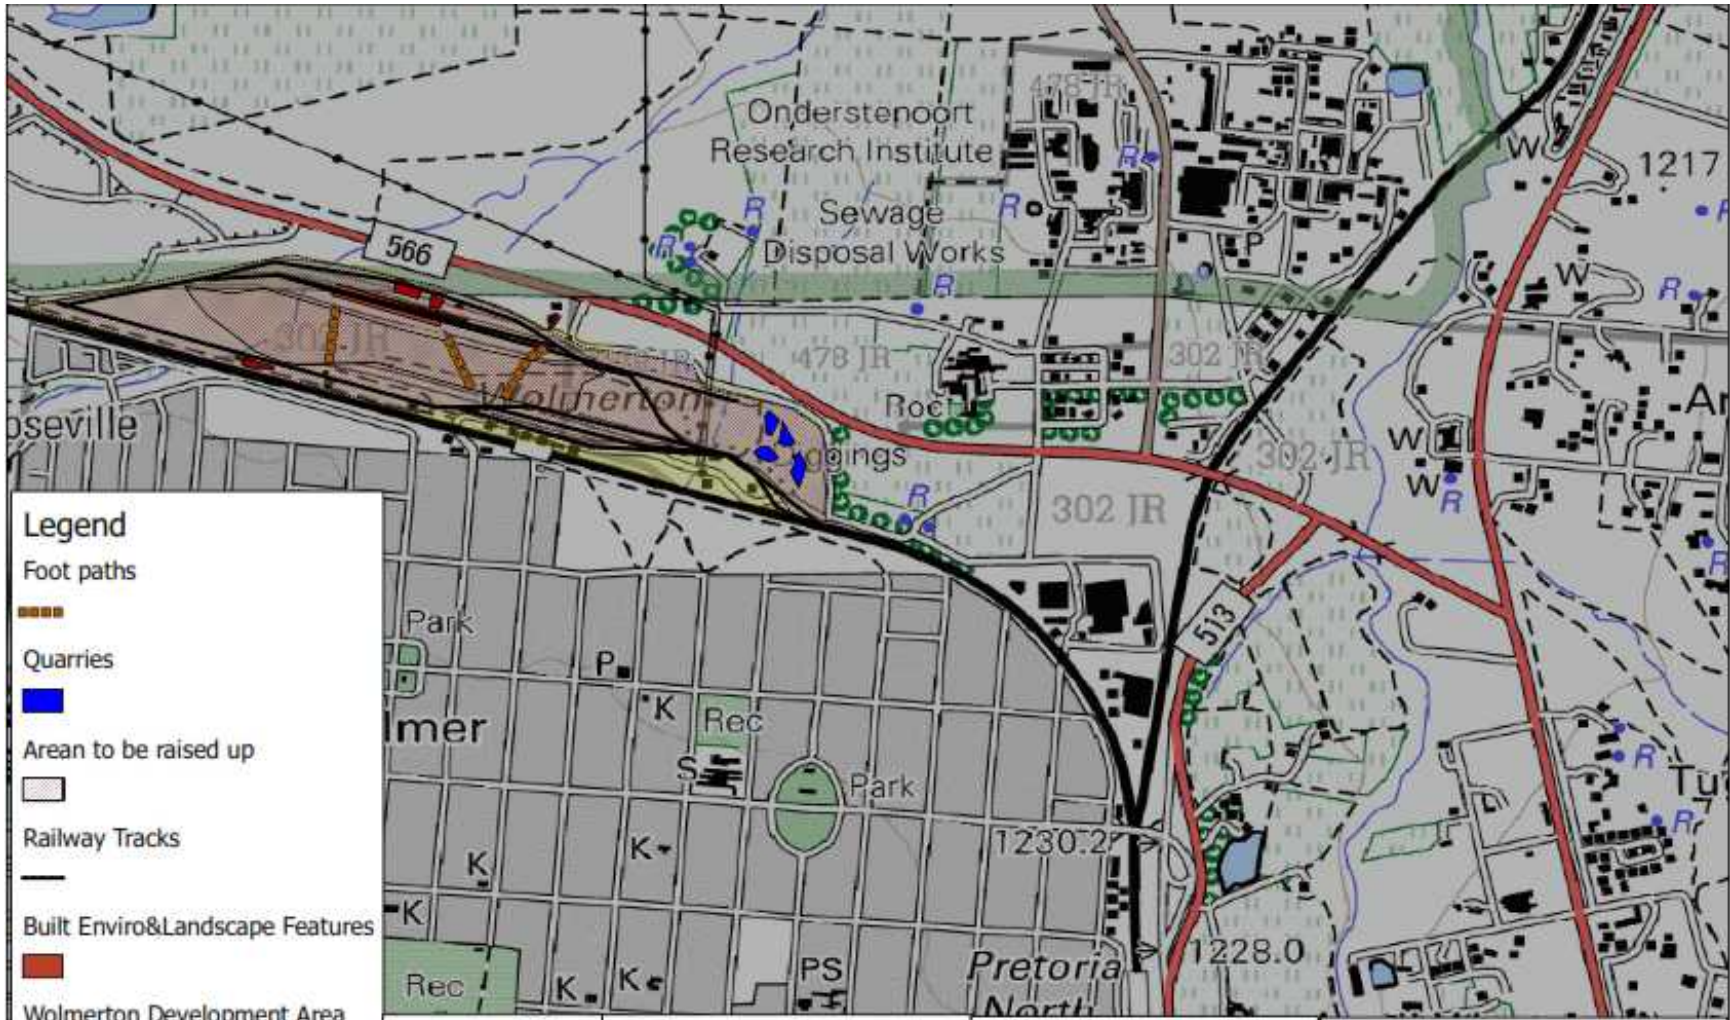 478 JR
Onderstenoort
Research Institute
R
W
1217
R
R
Sewage
P
Disposal Works
R
566
R
W
R
302 JR
478 JR
302 JR
Wolmerton
Roc
ggings
W
302 JR
W
R
oseville
R
302 JR
R
Legend
Foot paths
Quarries
Arean to be raised up
Railway Tracks
Built Enviro&Landscape Features
Wolmerton Development Area
513
Park
P
K
Rec
lmer
S
Park
R
Tu
1230.2
R
K
K
K
1228.0
Pretoria
North
Rec
K
K
PS